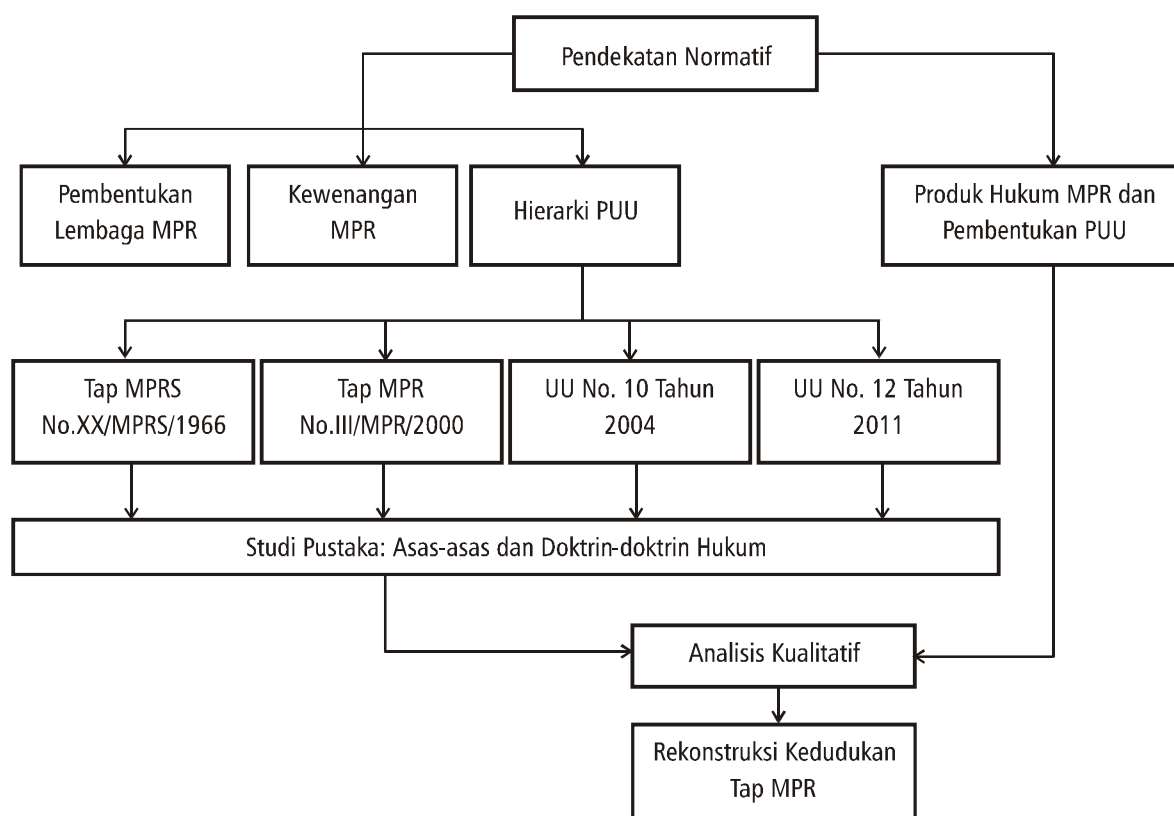 Pendekatan Normatif
Pembentukan
Lembaga MPR
Kewenangan
MPR
Hierarki PUU
Produk Hukum MPR dan
Pembentukan PUU
Tap MPRS
No.XX/MPRS/1966
Tap MPR
No.III/MPR/2000
UU No. 10 Tahun
2004
UU No. 12 Tahun
2011
Studi Pustaka: Asas-asas dan Doktrin-doktrin Hukum
Analisis Kualitatif
Rekonstruksi Kedudukan
Tap MPR